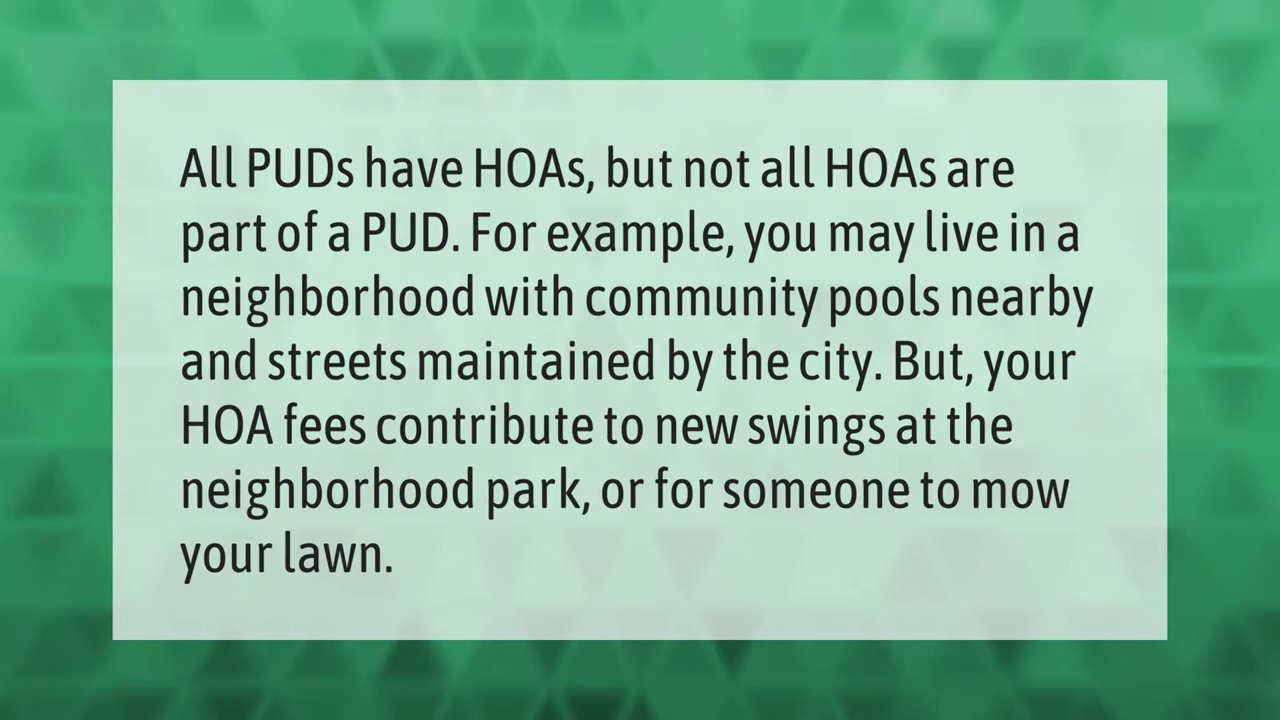 All PUDs have HOAs, but not all HOAs are
part of a PUD. For example, you may live in a
neighborhood with community pools nearby
and streets maintained by the city. But, your
HOA fees contribute to new swings at the
neighborhood park, or for someone to mow
your lawn.